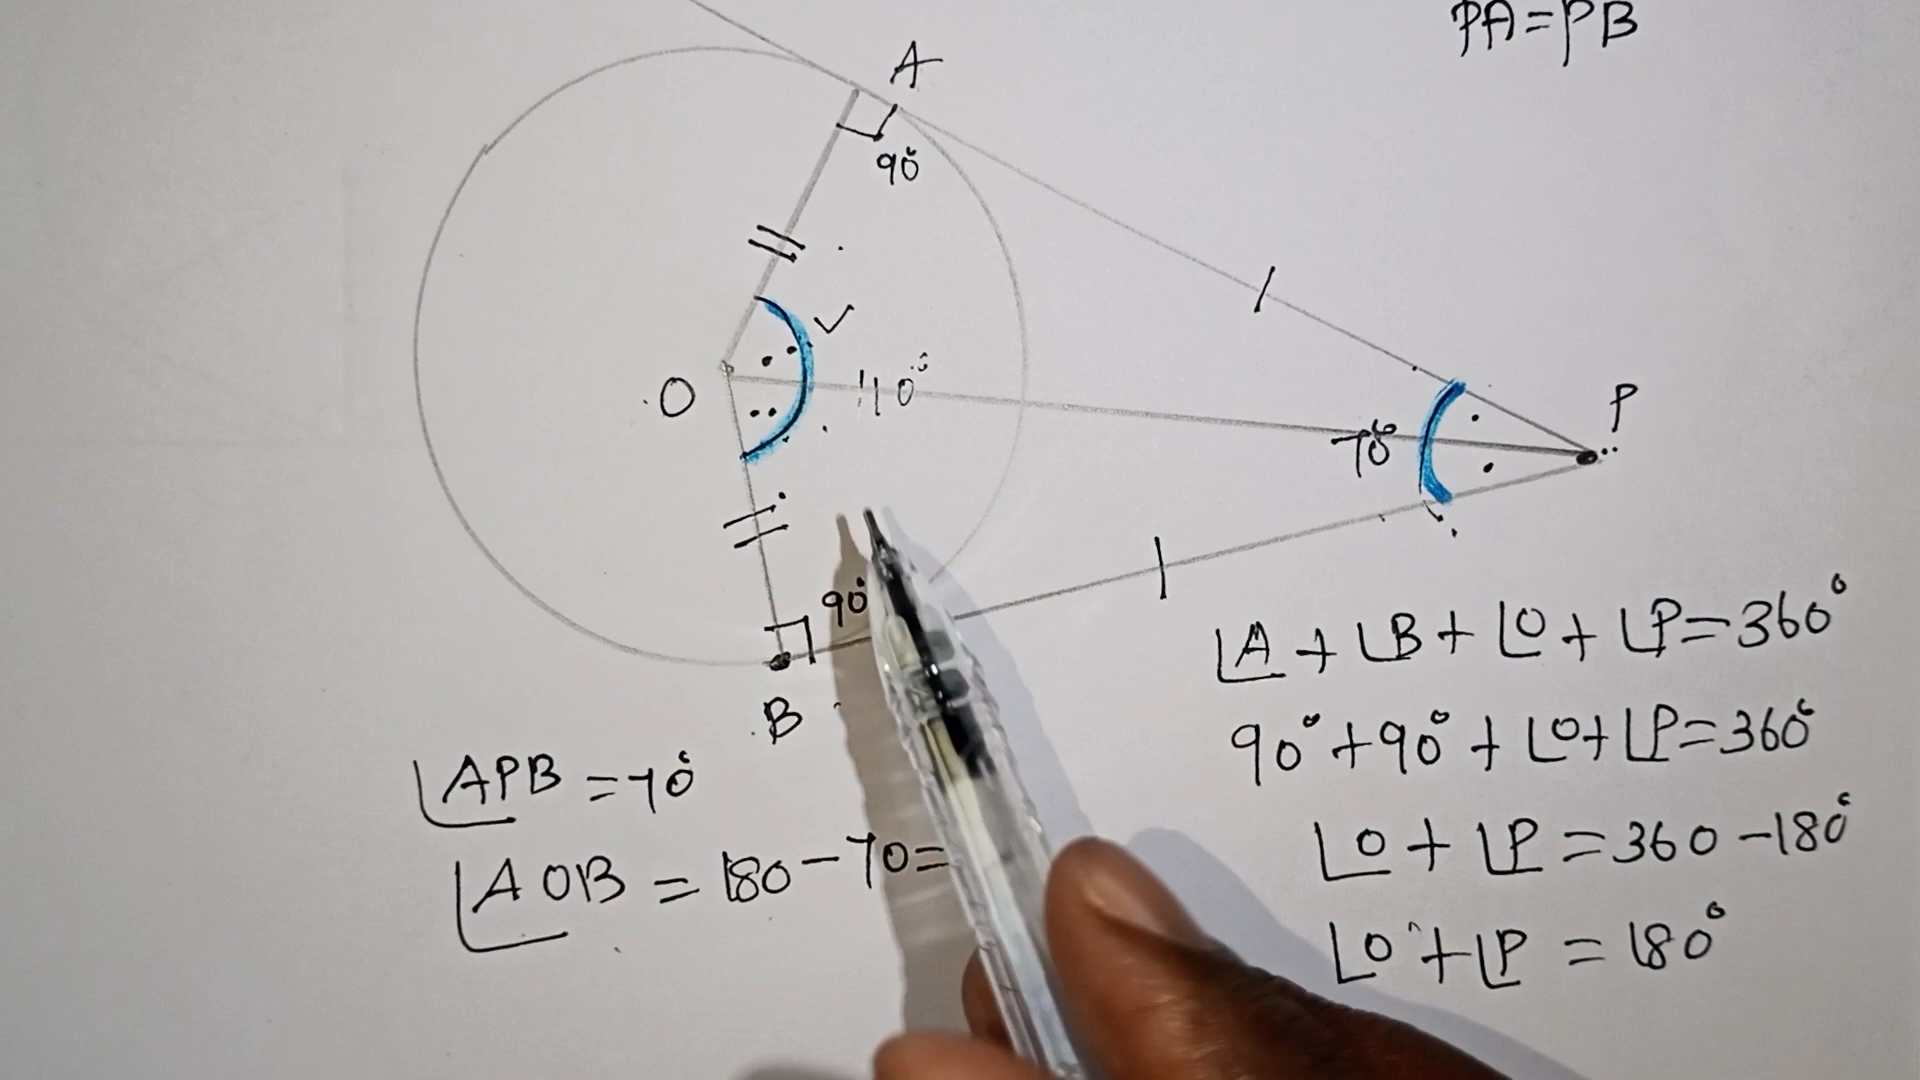 PA=PB
A
90°
O
110°
70°
P
90°
B
∠A + ∠B + ∠O + ∠P = 360°
90° + 90° + ∠O + ∠P = 360°
∠O + ∠P = 360 - 180°
∠O + ∠P = 180°
∠APB = 70°
∠AOB = 180 - 70 =